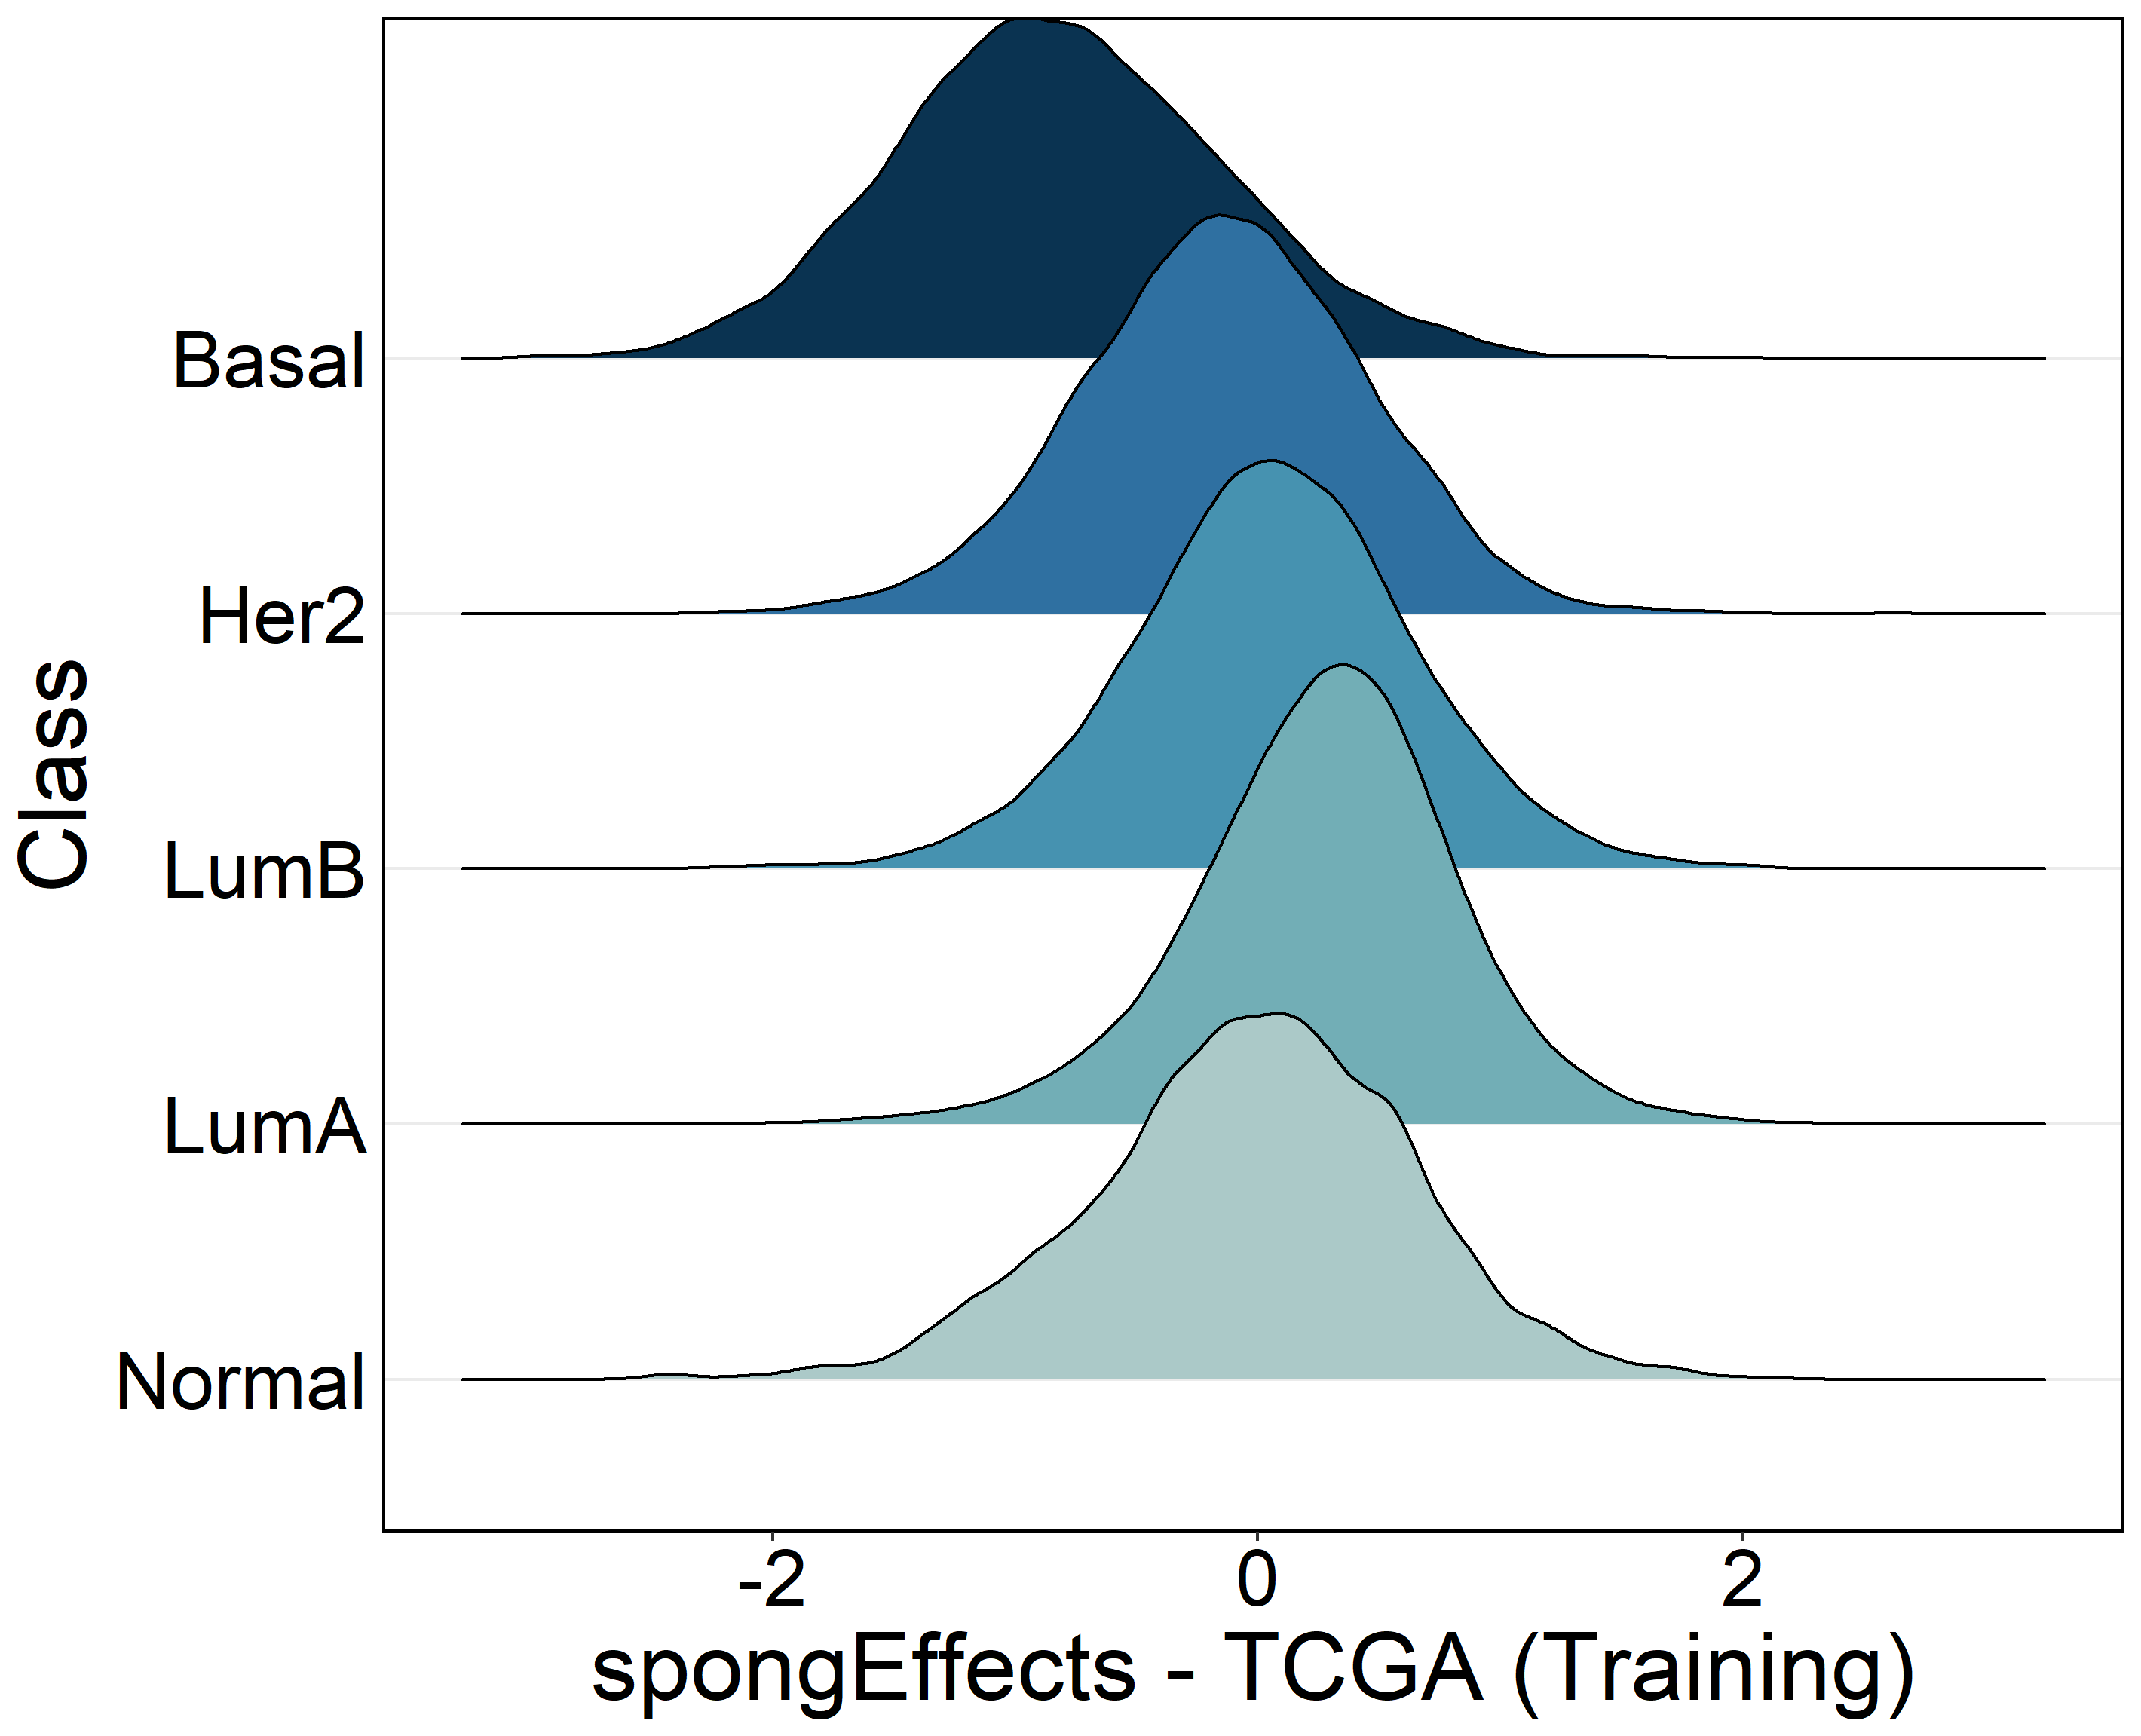 Class
Basal
Her2
LumB
LumA
Normal
-2 0 2
spongEffects - TCGA (Training)